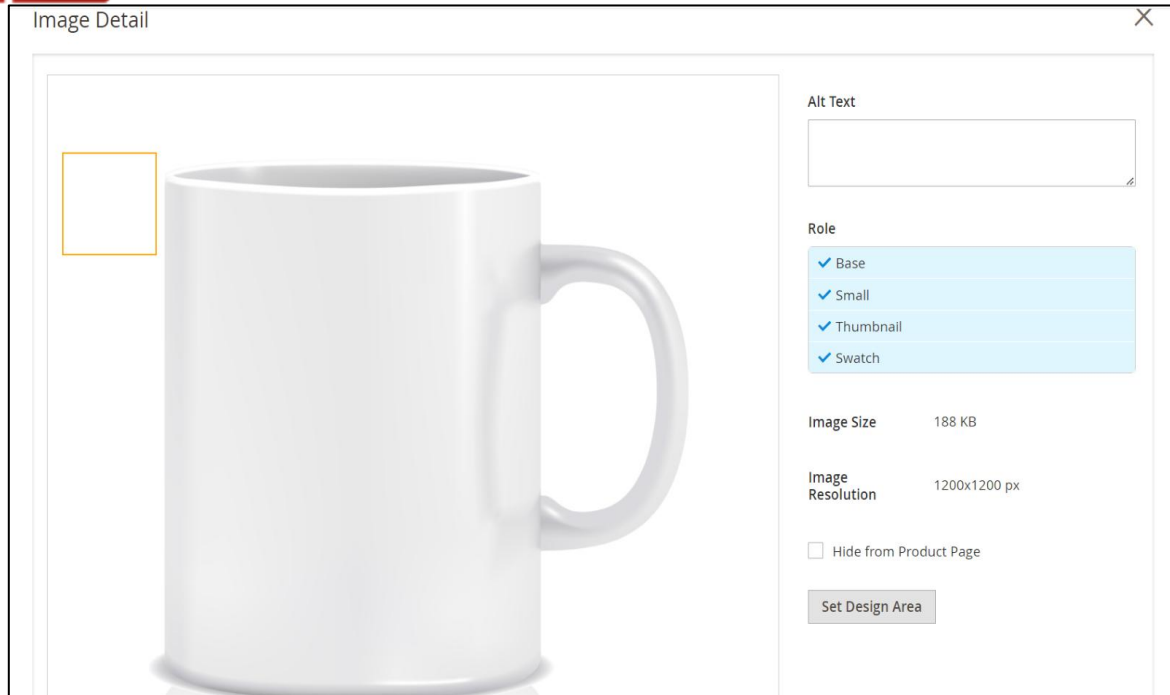 Image Detail
Alt Text
Role
Base
Small
Thumbnail
Swatch
Image Size 188 KB
Image
Resolution 1200x1200 px
Hide from Product Page
Set Design Area